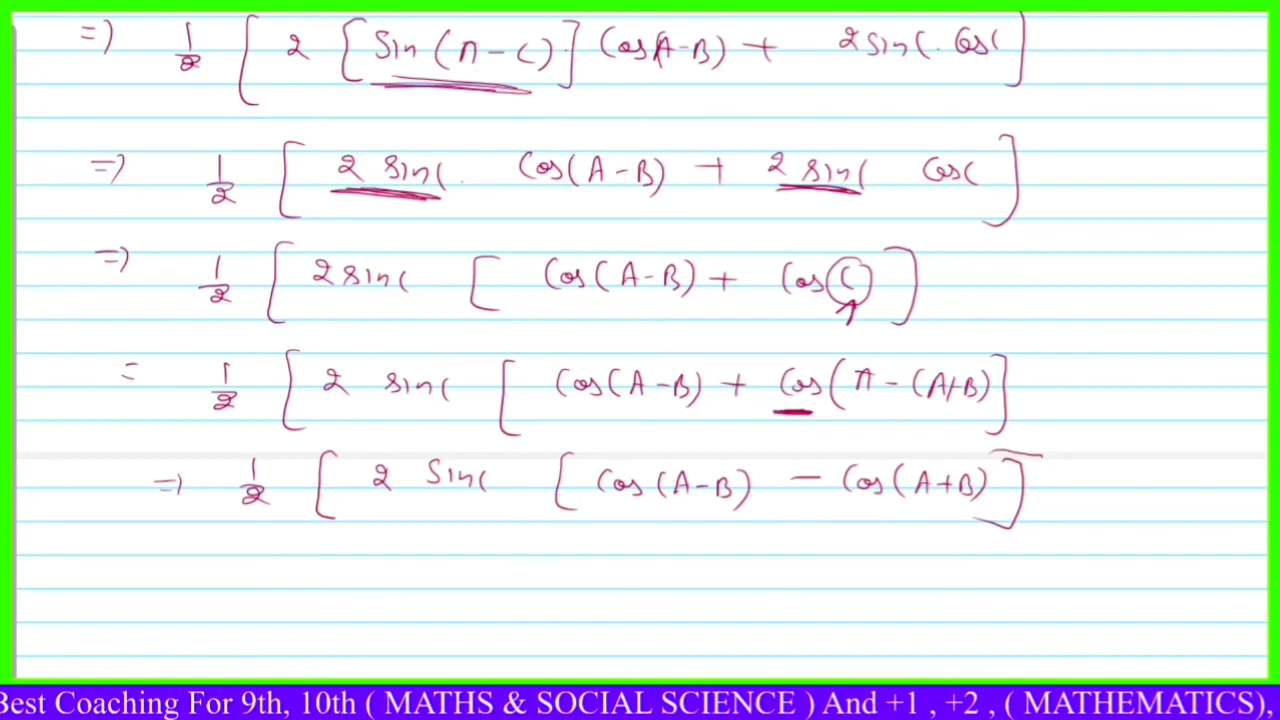 =) 1/2 [ 2 [ Sin (π - C) ] Cos(A-B) + 2 sin C . Cos C ]
=) 1/2 [ 2 sin C . Cos (A-B) + 2 sin C Cos C ]
=) 1/2 [ 2 sin C [ Cos (A-B) + Cos C ]
= 1/2 [ 2 sin C [ Cos (A-B) + Cos (π - (A+B) ]
=) 1/2 [ 2 Sin C [ Cos (A-B) - Cos (A+B) ]
Best Coaching For 9th, 10th ( MATHS & SOCIAL SCIENCE ) And +1 , +2 , ( MATHEMATICS),